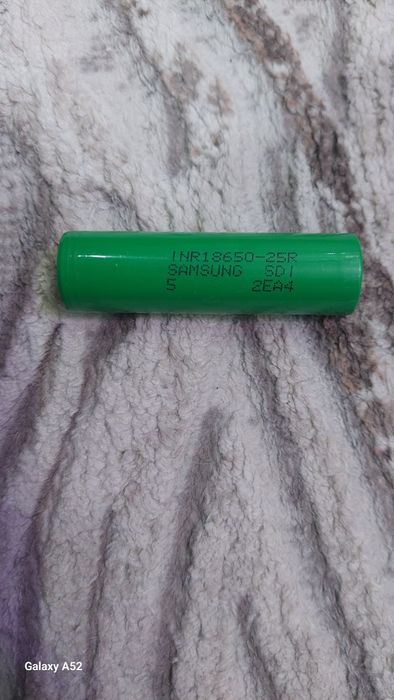 INR18650-25R
SAMSUNG SDI
5 2EA4
Galaxy A52